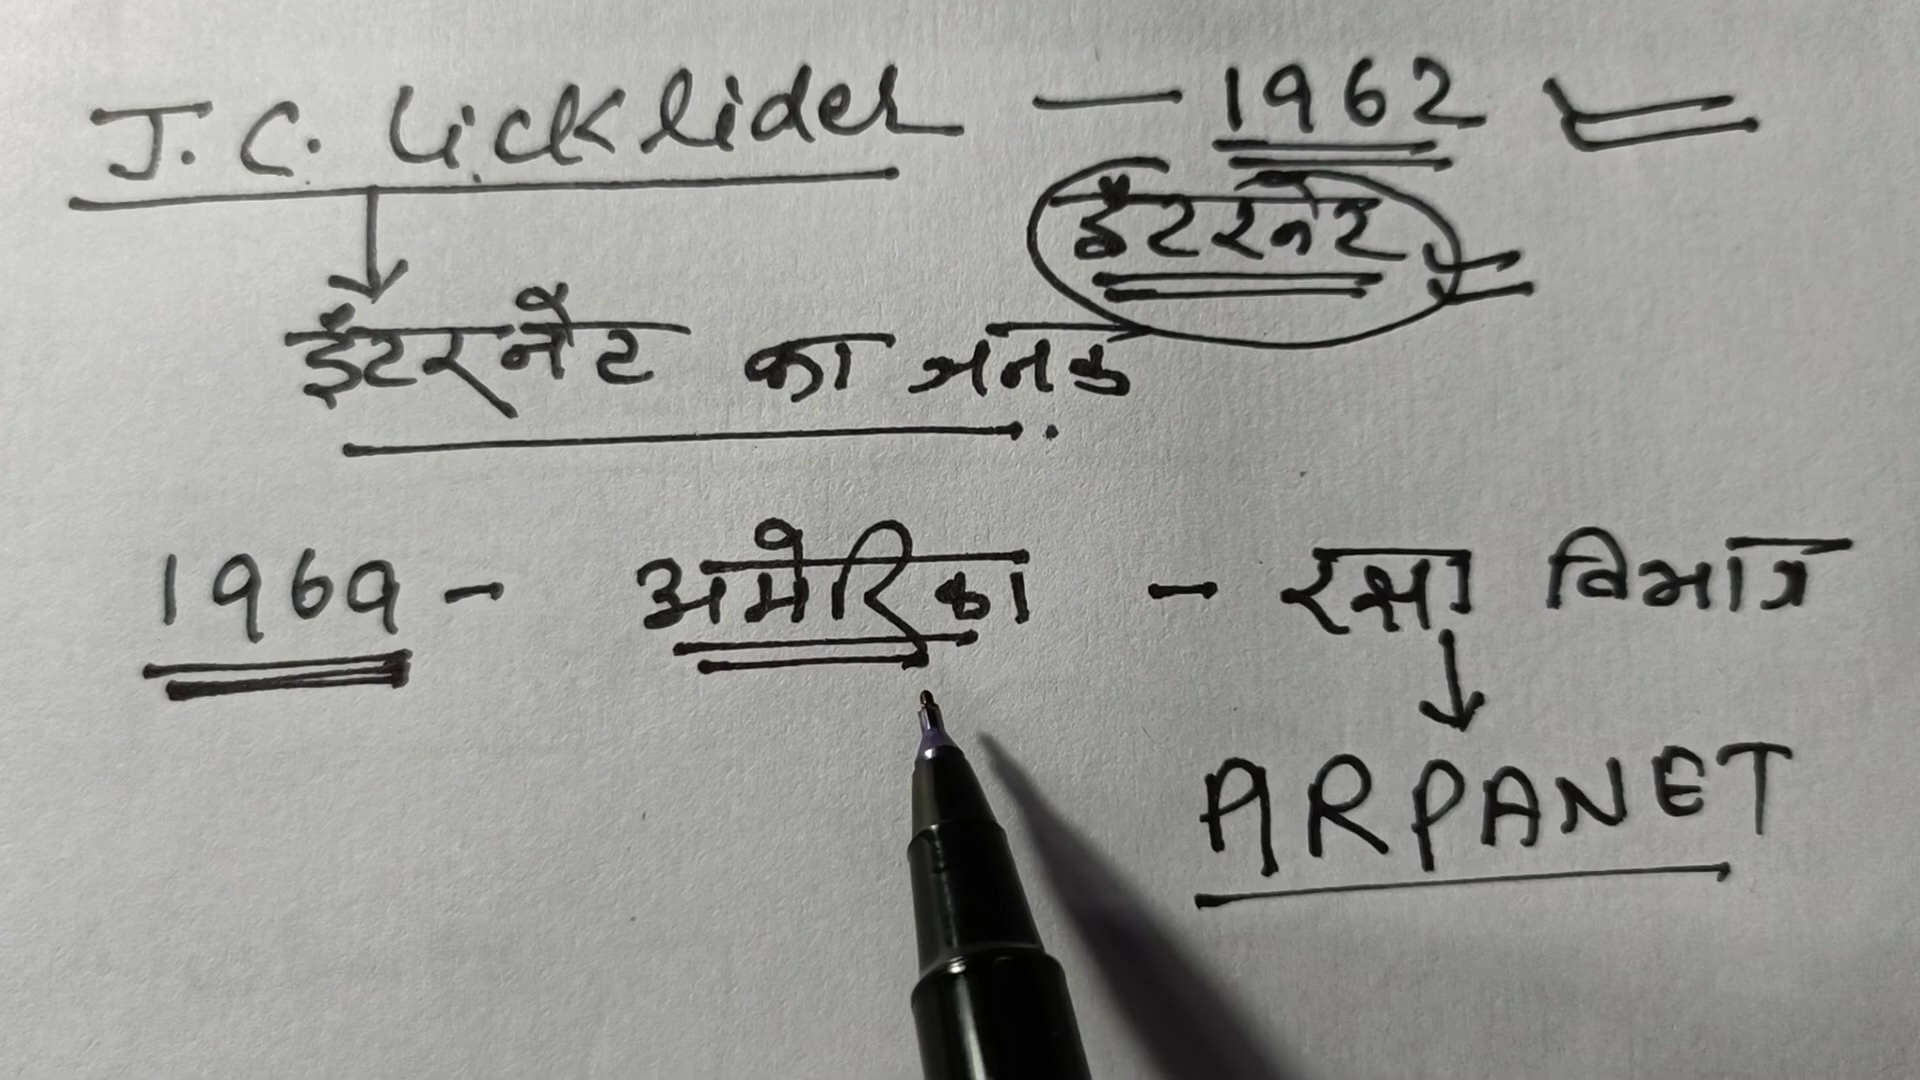 J. C. Licklider — 1962
इंटरनेट
इंटरनेट का जनक
1969 - अमेरिका - रक्षा विभाग
ARPANET